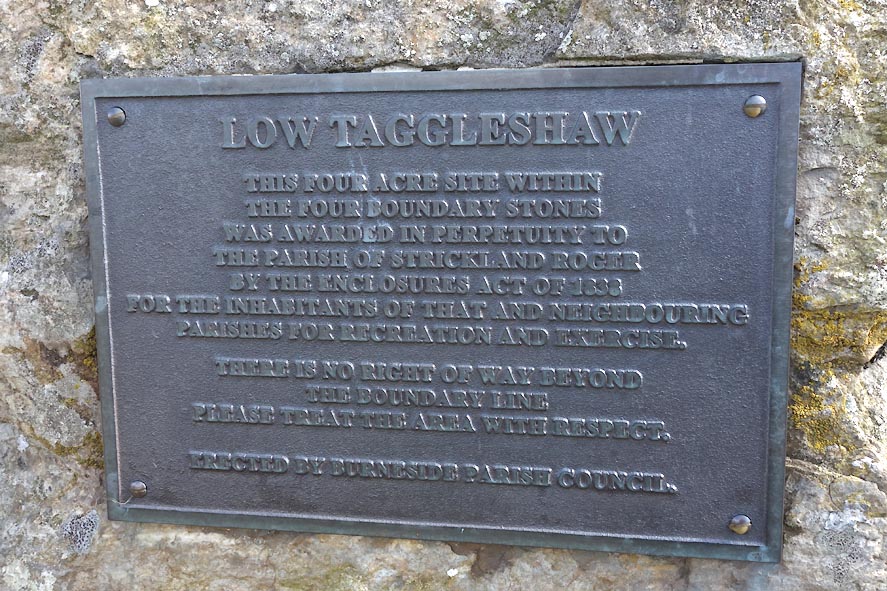 LOW TAGGLESHAW
THIS FOUR ACRE SITE WITHIN
THE FOUR BOUNDARY STONES
WAS AWARDED IN PERPETUITY TO
THE PARISH OF STRICKLAND ROGER
BY THE ENCLOSURES ACT OF 1838
FOR THE INHABITANTS OF THAT AND NEIGHBOURING
PARISHES FOR RECREATION AND EXERCISE.
THERE IS NO RIGHT OF WAY BEYOND
THE BOUNDARY LINE
PLEASE TREAT THE AREA WITH RESPECT.
ERECTED BY BURNESIDE PARISH COUNCIL.